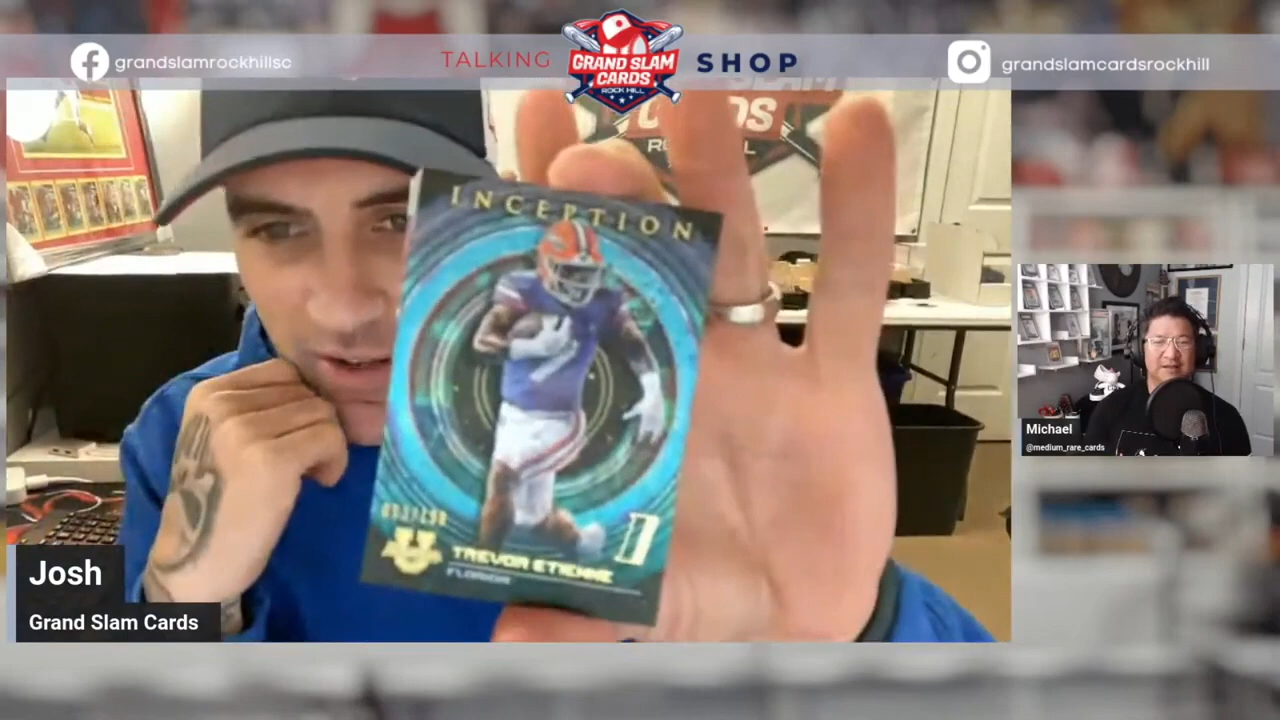 grandslamrockhillsc
TALKING
GRAND SLAM
CARDS
ROCK HILL
SHOP
grandslamcardsrockhill
INCEPTION
TREVOR ETIENNE
FLORIDA
Michael
@medium_rare_cards
Josh
Grand Slam Cards